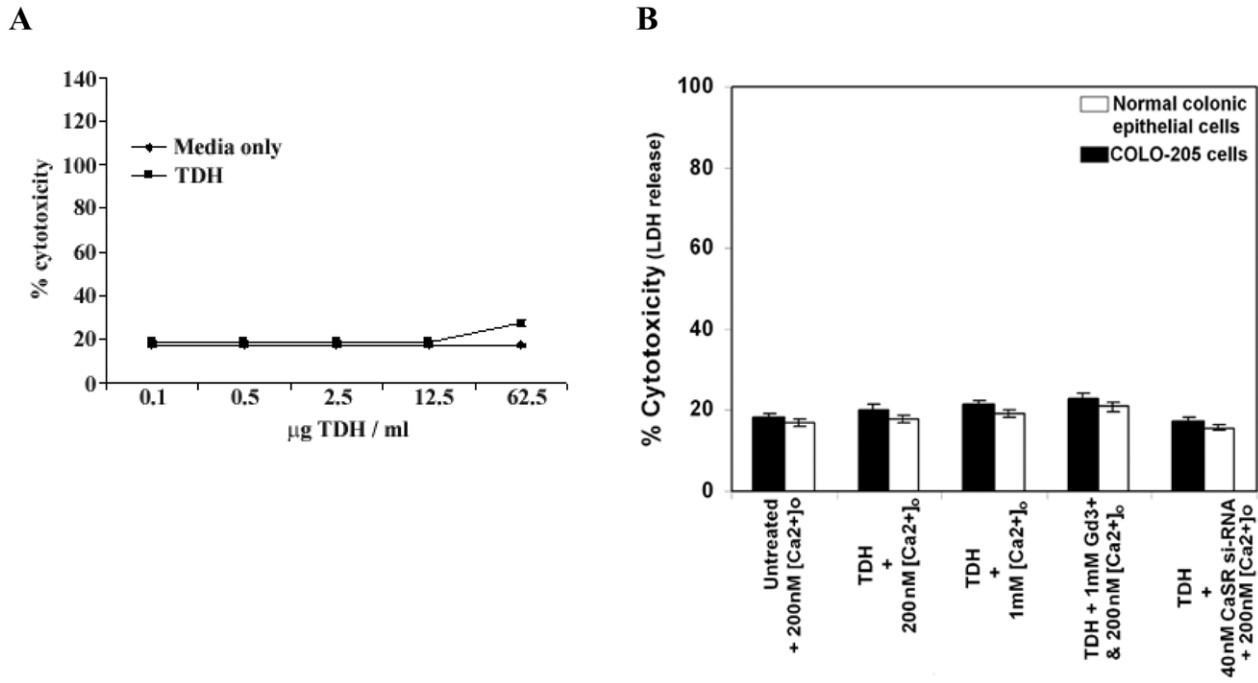 A
140
120
100
80
60
40
20
0
% cytotoxicity
Media only
TDH
0.1 0.5 2.5 12.5 62.5
µg TDH / ml
B
100
80
60
40
20
0
% Cytotoxicity (LDH release)
Normal colonic
epithelial cells
COLO-205 cells
Untreated
+ 200nM [Ca2+]o
TDH
+
200nM [Ca2+]o
TDH
+
1mM [Ca2+]o
TDH + 1mM Gd3+
& 200nM [Ca2+]o
TDH
+
40nM CaSR si-RNA
+ 200nM [Ca2+]o